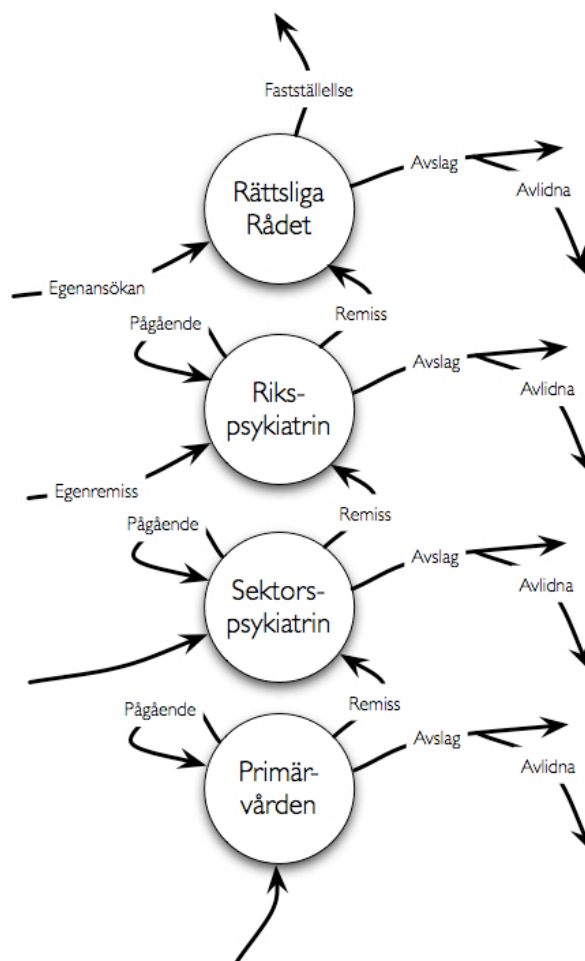 Fastställellse
Rättsliga
Rådet
Avslag
Avlidna
Egenansökan
Remiss
Pågående
Riks-
psykiatrin
Avslag
Avlidna
Egenremiss
Remiss
Pågående
Sektors-
psykiatrin
Avslag
Avlidna
Remiss
Pågående
Primär-
vården
Avslag
Avlidna